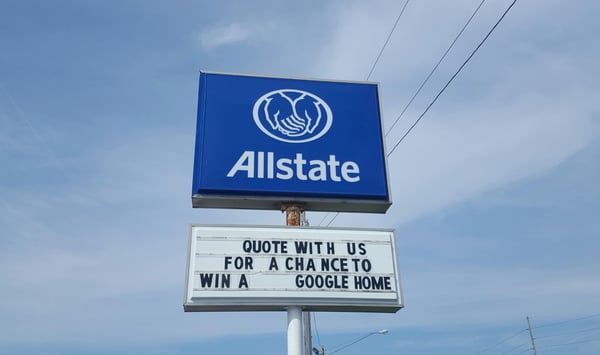 Allstate
QUOTE WITH US
FOR A CHANCE TO
WIN A GOOGLE HOME